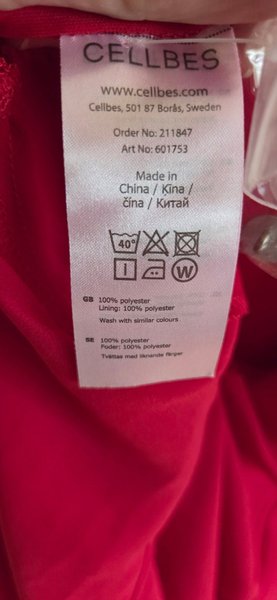 CELLBES
www.cellbes.com
Cellbes, 501 87 Borås, Sweden
Order No: 211847
Art No: 601753
Made in
China / Ķīna /
čína / Китай
40°
W
GB 100% polyester
Lining: 100% polyester
Wash with similar colours
SE 100% polyester
Foder: 100% polyester
Tvättas med liknande färger